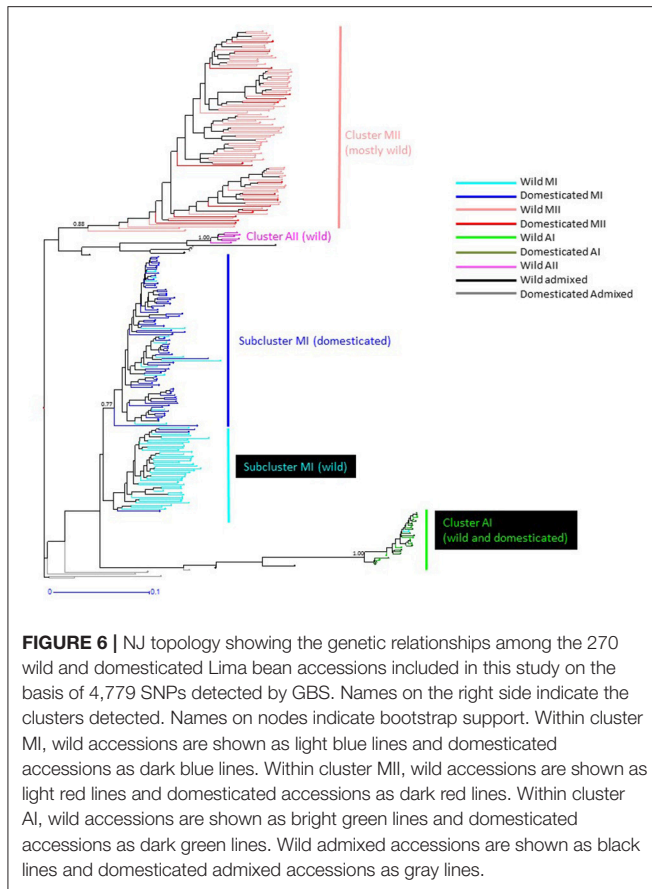 Cluster MII
(mostly wild)
Wild MI
Domesticated MI
Wild MII
Domesticated MII
Wild AI
Domesticated AI
Wild AII
Wild admixed
Domesticated Admixed
0.88
1.00
Cluster AII (wild)
Subcluster MI (domesticated)
0.77
Subcluster MI (wild)
Cluster AI
(wild and domesticated)
1.00
0
0.1
FIGURE 6 | NJ topology showing the genetic relationships among the 270
wild and domesticated Lima bean accessions included in this study on the
basis of 4,779 SNPs detected by GBS. Names on the right side indicate the
clusters detected. Names on nodes indicate bootstrap support. Within cluster
MI, wild accessions are shown as light blue lines and domesticated
accessions as dark blue lines. Within cluster MII, wild accessions are shown as
light red lines and domesticated accessions as dark red lines. Within cluster
AI, wild accessions are shown as bright green lines and domesticated
accessions as dark green lines. Wild admixed accessions are shown as black
lines and domesticated admixed accessions as gray lines.